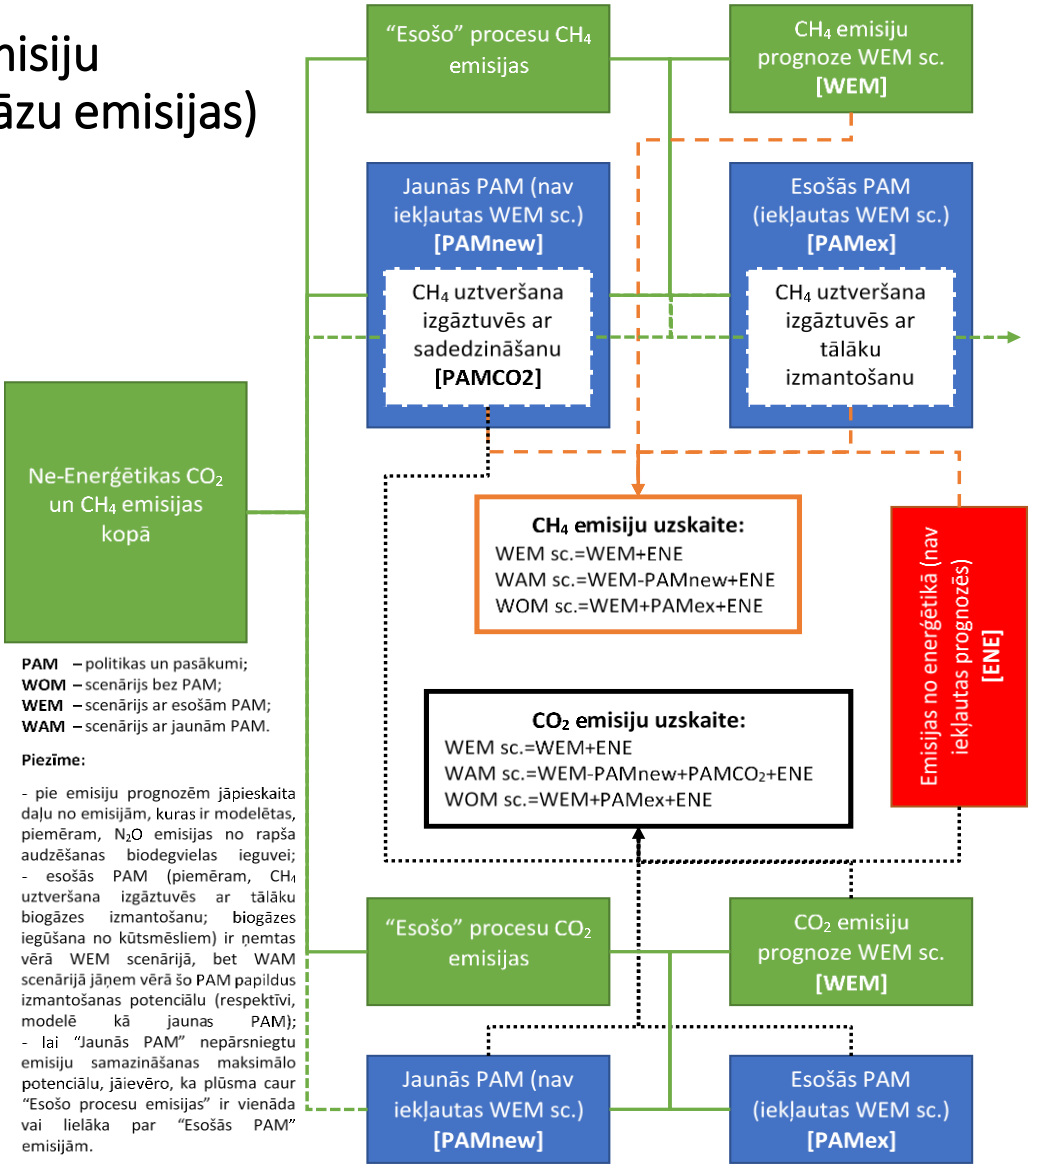 misiju
āzu emisijas)
“Esošo” procesu CH₄
emisijas
CH₄ emisiju
prognoze WEM sc.
[WEM]
Jaunās PAM (nav
iekļautas WEM sc.)
[PAMnew]
CH₄ uztveršana
izgāztuvēs ar
sadedzināšanu
[PAMCO2]
Esošās PAM
(iekļautas WEM sc.)
[PAMex]
CH₄ uztveršana
izgāztuvēs ar
tālāku
izmantošanu
Ne-Enerģētikas CO₂
un CH₄ emisijas
kopā
CH₄ emisiju uzskaite:
WEM sc.=WEM+ENE
WAM sc.=WEM-PAMnew+ENE
WOM sc.=WEM+PAMex+ENE
Emisijas no enerģētikā (nav
iekļautas prognozēs)
[ENE]
CO₂ emisiju uzskaite:
WEM sc.=WEM+ENE
WAM sc.=WEM-PAMnew+PAMCO₂+ENE
WOM sc.=WEM+PAMex+ENE
PAM – politikas un pasākumi;
WOM – scenārijs bez PAM;
WEM – scenārijs ar esošām PAM;
WAM – scenārijs ar jaunām PAM.
Piezīme:
- pie emisiju prognozēm jāpieskaita
daļu no emisijām, kuras ir modelētas,
piemēram, N₂O emisijas no rapša
audzēšanas biodegvielas ieguvei;
- esošās PAM (piemēram, CH₄
uztveršana izgāztuvēs ar tālāku
biogāzes izmantošanu; biogāzes
iegūšana no kūtsmēsliem) ir ņemtas
vērā WEM scenārijā, bet WAM
scenārijā jāņem vērā šo PAM papildus
izmantošanas potenciālu (respektīvi,
modelē kā jaunas PAM);
- lai “Jaunās PAM” nepārsniegtu
emisiju samazināšanas maksimālo
potenciālu, jāievēro, ka plūsma caur
“Esošo procesu emisijas” ir vienāda
vai lielāka par “Esošās PAM”
emisijām.
“Esošo” procesu CO₂
emisijas
CO₂ emisiju
prognoze WEM sc.
[WEM]
Jaunās PAM (nav
iekļautas WEM sc.)
[PAMnew]
Esošās PAM
(iekļautas WEM sc.)
[PAMex]